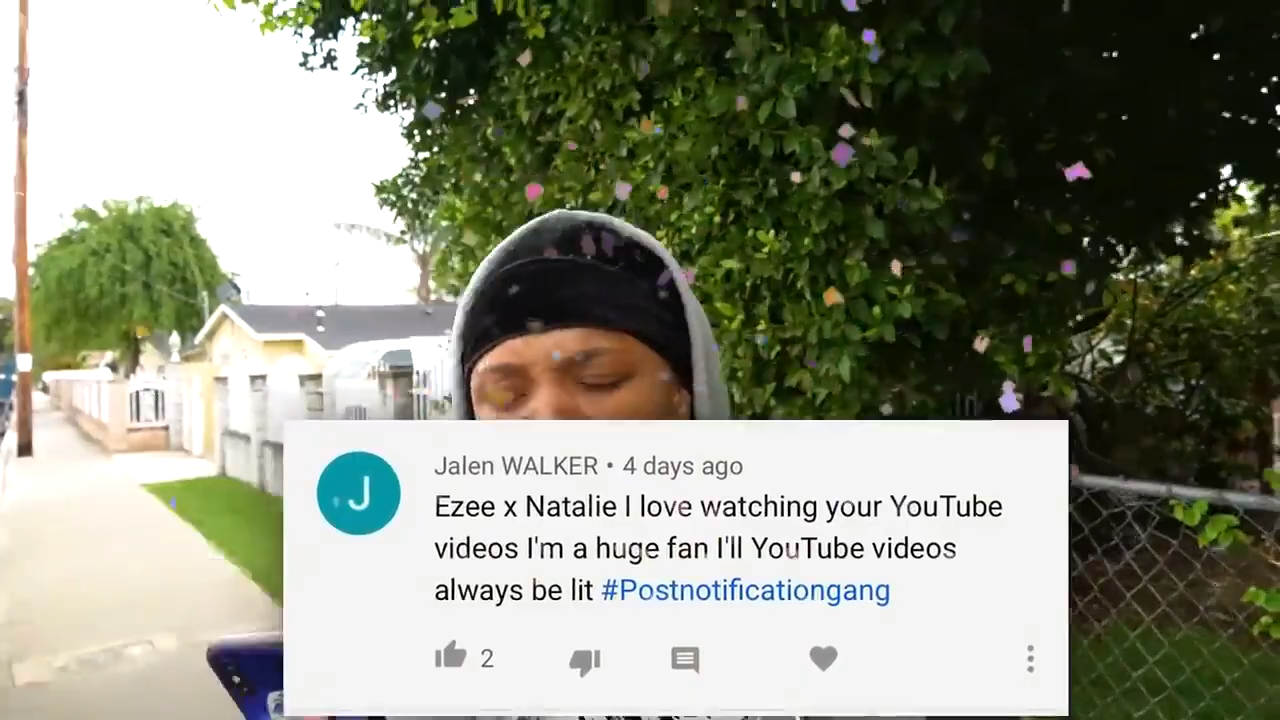 J
Jalen WALKER • 4 days ago
Ezee x Natalie I love watching your YouTube
videos I'm a huge fan I'll YouTube videos
always be lit #Postnotificationgang
2